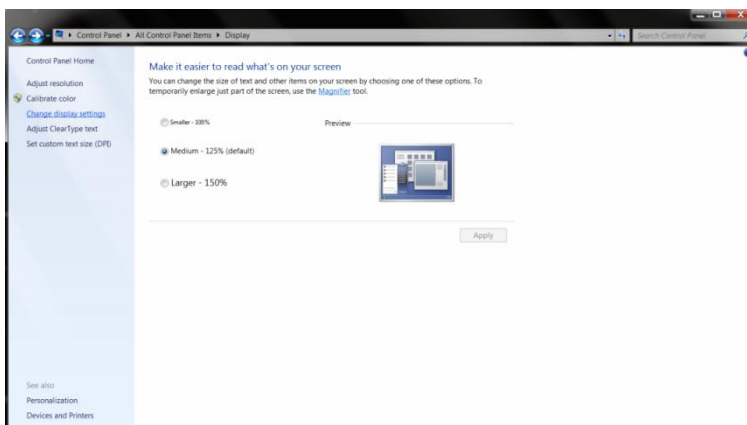 Control Panel ▸ All Control Panel Items ▸ Display
Search Control Panel
Control Panel Home
Adjust resolution
Calibrate color
Change display settings
Adjust ClearType text
Set custom text size (DPI)
Make it easier to read what's on your screen
You can change the size of text and other items on your screen by choosing one of these options. To
temporarily enlarge just part of the screen, use the Magnifier tool.
Smaller - 100%
Preview
Medium - 125% (default)
Larger - 150%
Apply
See also
Personalization
Devices and Printers